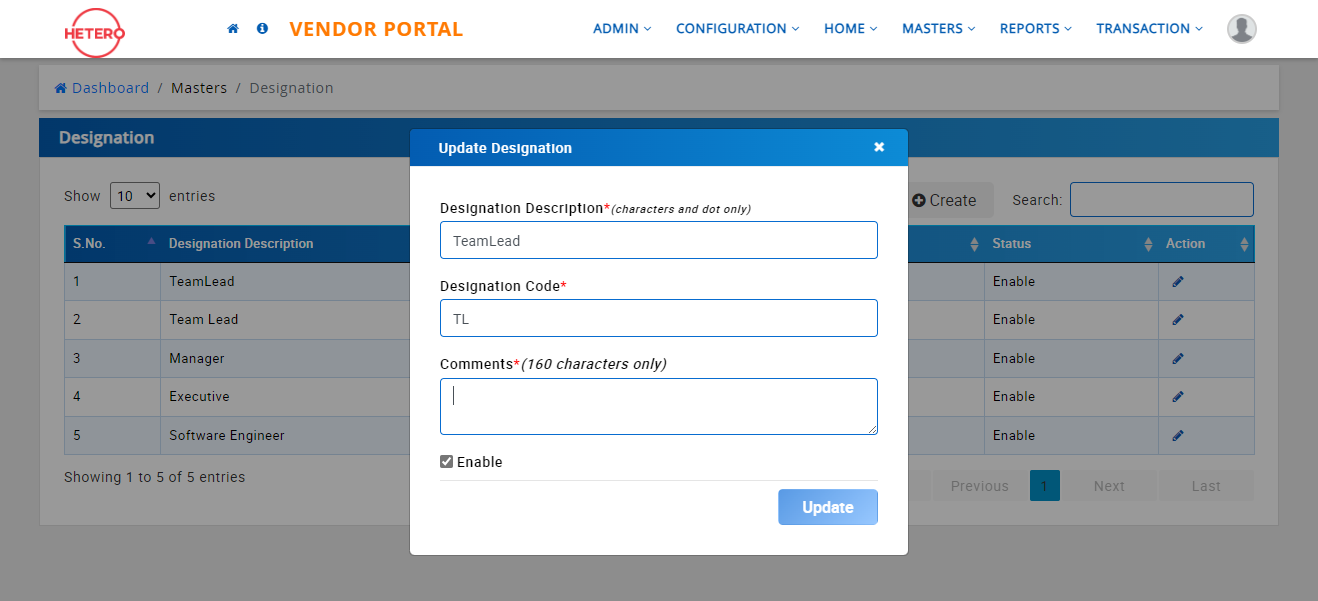 HETERO
VENDOR PORTAL
ADMIN CONFIGURATION HOME MASTERS REPORTS TRANSACTION
Dashboard / Masters / Designation
Designation
Update Designation
Show 10 entries
Create Search:
Designation Description*(characters and dot only)
TeamLead
S.No. Designation Description Status Action
1 TeamLead Enable
2 Team Lead Enable
3 Manager Enable
4 Executive Enable
5 Software Engineer Enable
Designation Code*
TL
Comments*(160 characters only)
Enable
Update
Showing 1 to 5 of 5 entries
Previous 1 Next Last